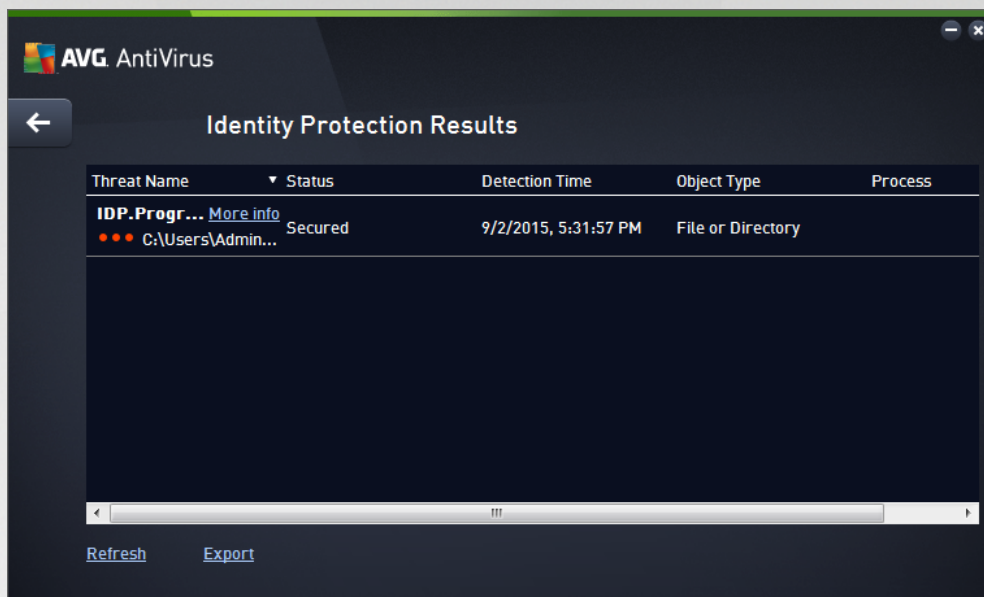 AVG. AntiVirus
Identity Protection Results
Threat Name Status Detection Time Object Type Process
IDP.Progr... More info
C:\Users\Admin... Secured 9/2/2015, 5:31:57 PM File or Directory
Refresh Export